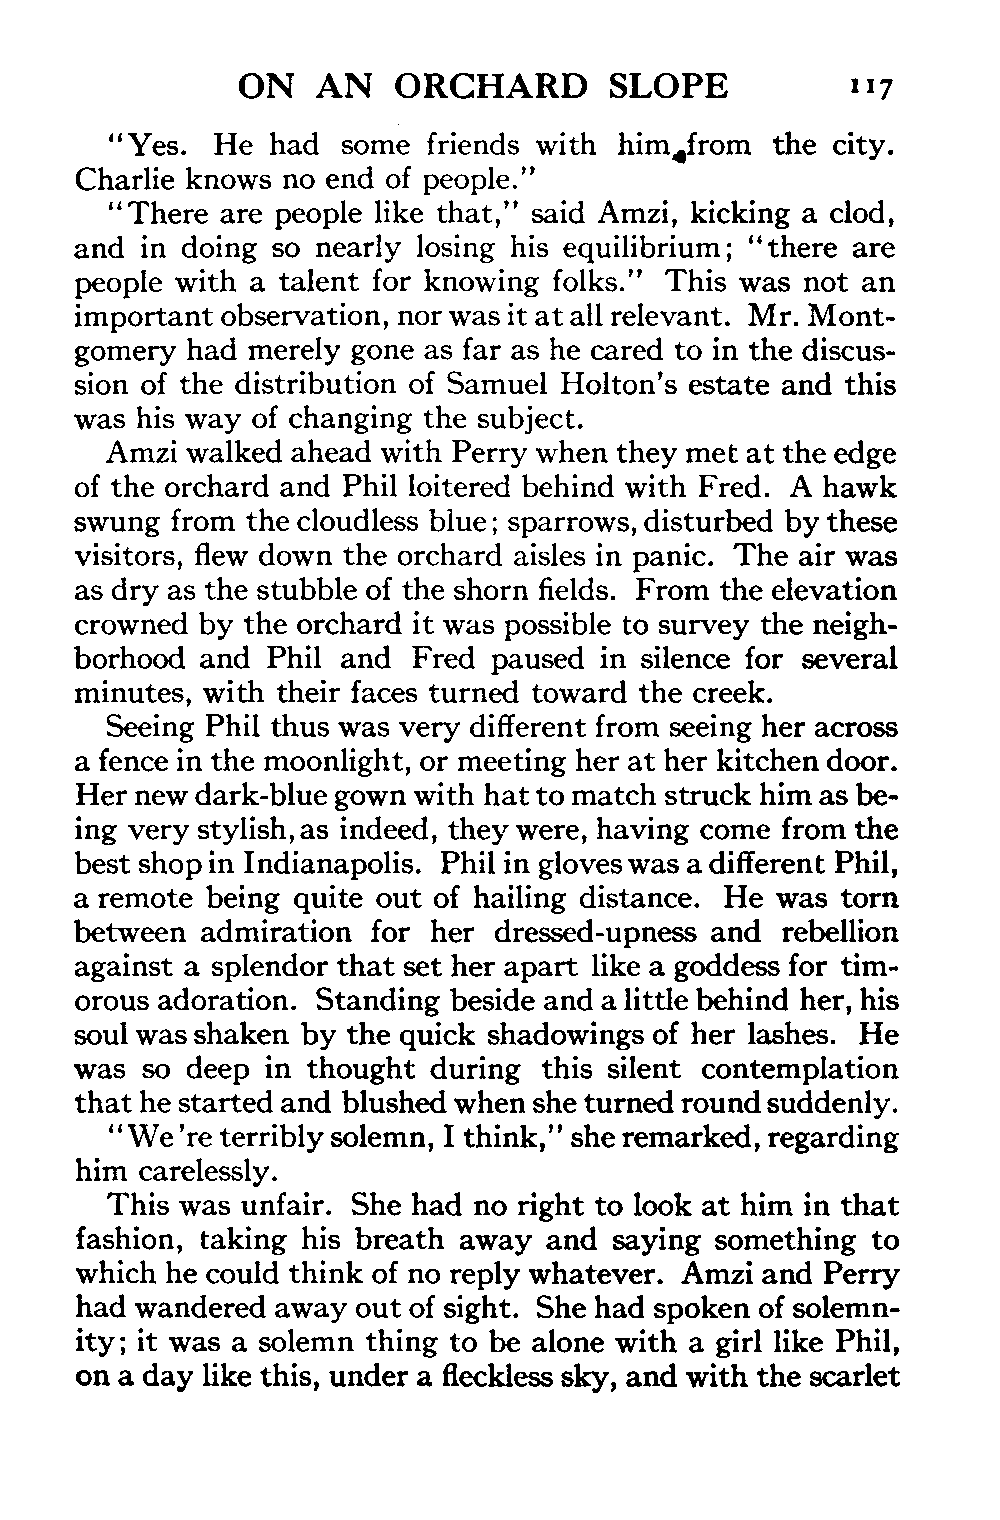 ON AN ORCHARD SLOPE 117
"Yes. He had some friends with him from the city.
Charlie knows no end of people."
"There are people like that," said Amzi, kicking a clod,
and in doing so nearly losing his equilibrium; "there are
people with a talent for knowing folks." This was not an
important observation, nor was it at all relevant. Mr. Mont-
gomery had merely gone as far as he cared to in the discus-
sion of the distribution of Samuel Holton's estate and this
was his way of changing the subject.
Amzi walked ahead with Perry when they met at the edge
of the orchard and Phil loitered behind with Fred. A hawk
swung from the cloudless blue; sparrows, disturbed by these
visitors, flew down the orchard aisles in panic. The air was
as dry as the stubble of the shorn fields. From the elevation
crowned by the orchard it was possible to survey the neigh-
borhood and Phil and Fred paused in silence for several
minutes, with their faces turned toward the creek.
Seeing Phil thus was very different from seeing her across
a fence in the moonlight, or meeting her at her kitchen door.
Her new dark-blue gown with hat to match struck him as be-
ing very stylish, as indeed, they were, having come from the
best shop in Indianapolis. Phil in gloves was a different Phil,
a remote being quite out of hailing distance. He was torn
between admiration for her dressed-upness and rebellion
against a splendor that set her apart like a goddess for tim-
orous adoration. Standing beside and a little behind her, his
soul was shaken by the quick shadowings of her lashes. He
was so deep in thought during this silent contemplation
that he started and blushed when she turned round suddenly.
"We're terribly solemn, I think," she remarked, regarding
him carelessly.
This was unfair. She had no right to look at him in that
fashion, taking his breath away and saying something to
which he could think of no reply whatever. Amzi and Perry
had wandered away out of sight. She had spoken of solemn-
ity; it was a solemn thing to be alone with a girl like Phil,
on a day like this, under a fleckless sky, and with the scarlet